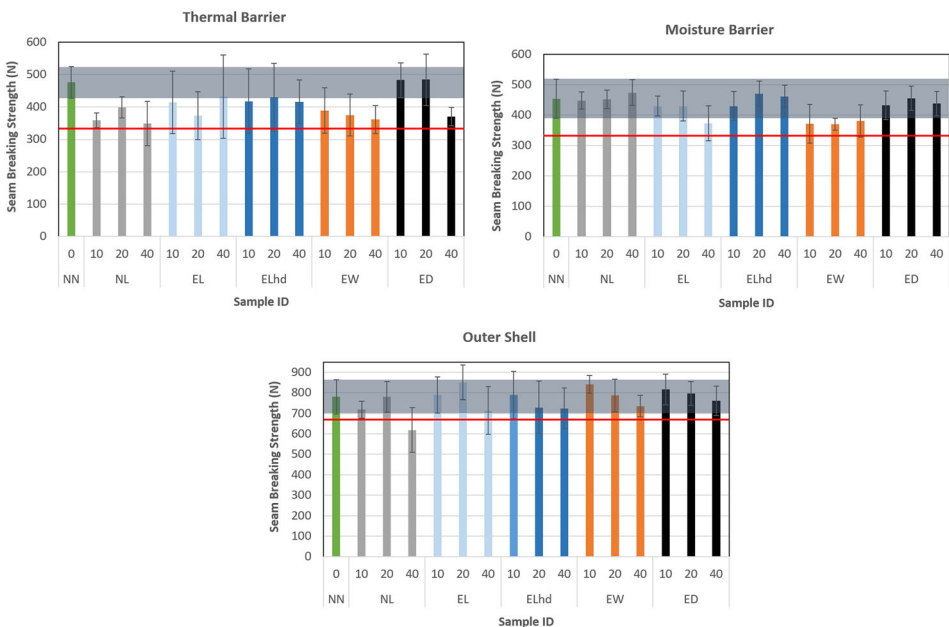 Thermal Barrier
Seam Breaking Strength (N)
600
500
400
300
200
100
0
0 10 20 40 10 20 40 10 20 40 10 20 40 10 20 40
NN NL EL ELhd EW ED
Sample ID
Moisture Barrier
Seam Breaking Strength (N)
600
500
400
300
200
100
0
0 10 20 40 10 20 40 10 20 40 10 20 40 10 20 40
NN NL EL ELhd EW ED
Sample ID
Outer Shell
Seam Breaking Strength (N)
900
800
700
600
500
400
300
200
100
0
0 10 20 40 10 20 40 10 20 40 10 20 40 10 20 40
NN NL EL ELhd EW ED
Sample ID